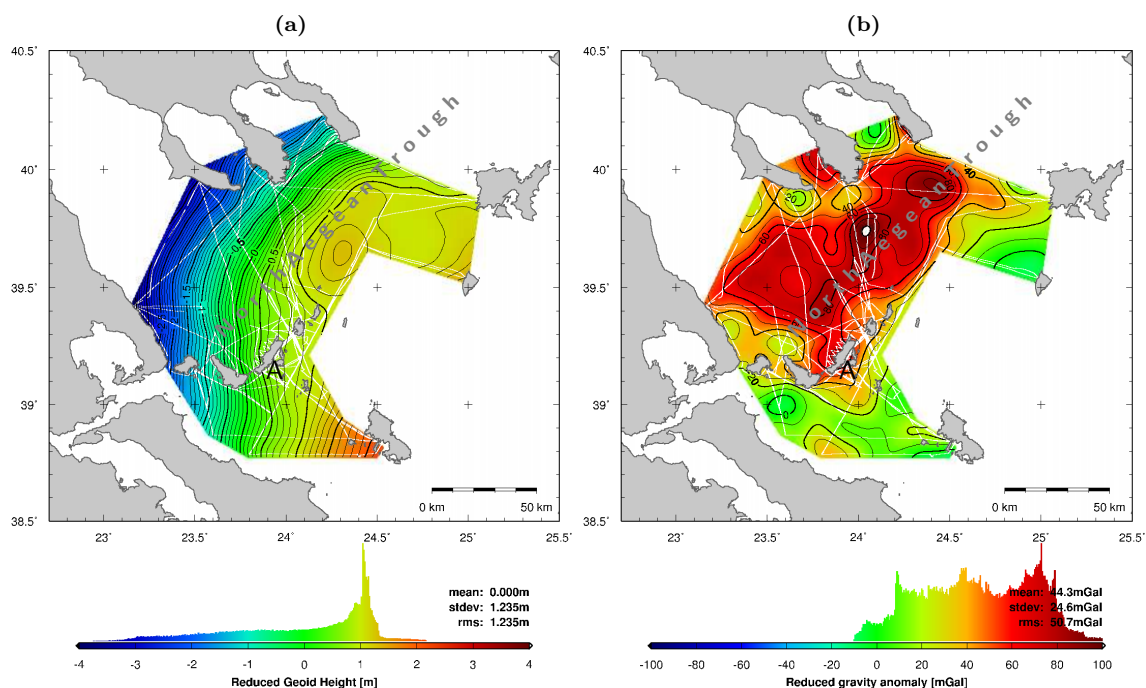 (a)
(b)
40.5˚
40˚
39.5˚
39˚
38.5˚
North Aegean Trough
A
0 km
50 km
23˚
23.5˚
24˚
24.5˚
25˚
25.5˚
North Aegean Trough
A
0 km
50 km
40.5˚
40˚
39.5˚
39˚
38.5˚
23˚
23.5˚
24˚
24.5˚
25˚
25.5˚
mean: 0.000m
stdev: 1.235m
rms: 1.235m
-4 -3 -2 -1 0 1 2 3 4
Reduced Geoid Height [m]
mean: 44.3mGal
stdev: 24.6mGal
rms: 50.7mGal
-100 -80 -60 -40 -20 0 20 40 60 80 100
Reduced gravity anomaly [mGal]